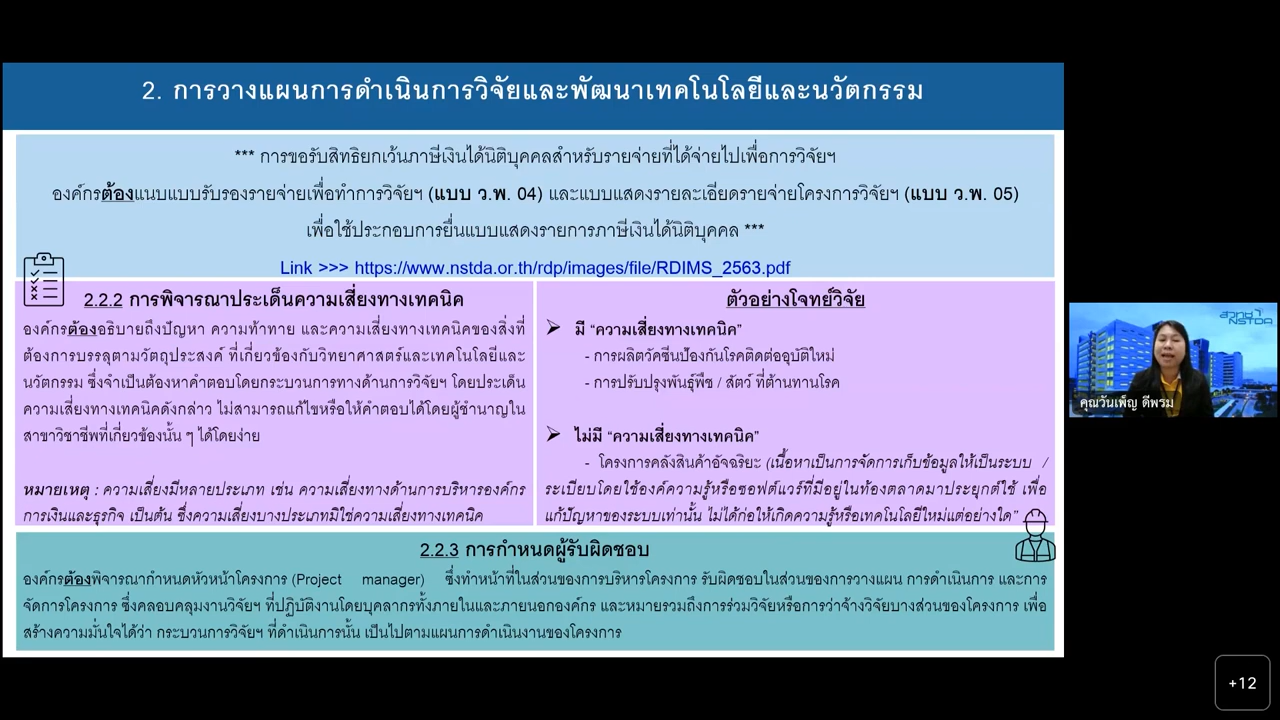 2. การวางแผนการดำเนินการวิจัยและพัฒนาเทคโนโลยีและนวัตกรรม
*** การขอรับสิทธิยกเว้นภาษีเงินได้นิติบุคคลสำหรับรายจ่ายที่ได้จ่ายไปเพื่อการวิจัยฯ
องค์กรต้องแนบแบบรับรองรายจ่ายเพื่อทำการวิจัยฯ (แบบ ว.พ. 04) และแบบแสดงรายละเอียดรายจ่ายโครงการวิจัยฯ (แบบ ว.พ. 05)
เพื่อใช้ประกอบการยื่นแบบแสดงรายการภาษีเงินได้นิติบุคคล ***
Link >>> https://www.nstda.or.th/rdp/images/file/RDIMS_2563.pdf
2.2.2 การพิจารณาประเด็นความเสี่ยงทางเทคนิค
องค์กรต้องอธิบายถึงปัญหา ความท้าทาย และความเสี่ยงทางเทคนิคของสิ่งที่
ต้องการบรรลุตามวัตถุประสงค์ ที่เกี่ยวข้องกับวิทยาศาสตร์และเทคโนโลยีและ
นวัตกรรม ซึ่งจำเป็นต้องหาคำตอบโดยกระบวนการทางด้านการวิจัยฯ โดยประเด็น
ความเสี่ยงทางเทคนิคดังกล่าว ไม่สามารถแก้ไขหรือให้คำตอบได้โดยผู้ชำนาญใน
สาขาวิชาชีพที่เกี่ยวข้องนั้น ๆ ได้โดยง่าย
หมายเหตุ : ความเสี่ยงมีหลายประเภท เช่น ความเสี่ยงทางด้านการบริหารองค์กร
การเงินและธุรกิจ เป็นต้น ซึ่งความเสี่ยงบางประเภทมิใช่ความเสี่ยงทางเทคนิค
ตัวอย่างโจทย์วิจัย
➢ มี “ความเสี่ยงทางเทคนิค”
- การผลิตวัคซีนป้องกันโรคติดต่ออุบัติใหม่
- การปรับปรุงพันธุ์พืช / สัตว์ ที่ต้านทานโรค
➢ ไม่มี “ความเสี่ยงทางเทคนิค”
- โครงการคลังสินค้าอัจฉริยะ (เนื้อหาเป็นการจัดการเก็บข้อมูลให้เป็นระบบ /
ระเบียบโดยใช้องค์ความรู้หรือซอฟต์แวร์ที่มีอยู่ในท้องตลาดมาประยุกต์ใช้ เพื่อ
แก้ปัญหาของระบบเท่านั้น ไม่ได้ก่อให้เกิดความรู้หรือเทคโนโลยีใหม่แต่อย่างใด”
2.2.3 การกำหนดผู้รับผิดชอบ
องค์กรต้องพิจารณากำหนดหัวหน้าโครงการ (Project manager) ซึ่งทำหน้าที่ในส่วนของการบริหารโครงการ รับผิดชอบในส่วนของการวางแผน การดำเนินการ และการ
จัดการโครงการ ซึ่งคลอบคลุมงานวิจัยฯ ที่ปฏิบัติงานโดยบุคลากรทั้งภายในและภายนอกองค์กร และหมายรวมถึงการร่วมวิจัยหรือการว่าจ้างวิจัยบางส่วนของโครงการ เพื่อ
สร้างความมั่นใจได้ว่า กระบวนการวิจัยฯ ที่ดำเนินการนั้น เป็นไปตามแผนการดำเนินงานของโครงการ
สวทช
NSTDA
คุณวันเพ็ญ ดีพรม
+12